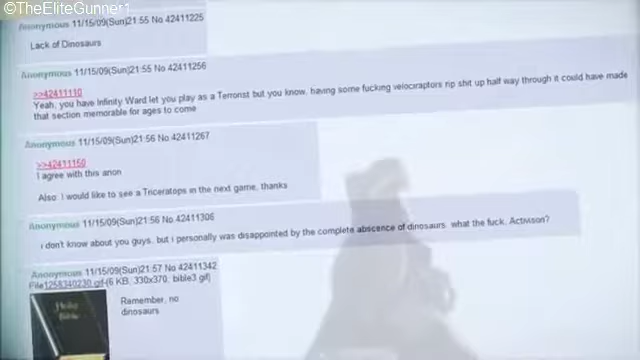 ©TheEliteGunner1
Anonymous 11/15/09(Sun)21:55 No.42411225
Lack of Dinosaurs
Anonymous 11/15/09(Sun)21:55 No.42411256
>>42411110
Yeah, you have Infinity Ward let you play as a Terrorist but you know, having some fucking velociraptors rip shit up half way through it could have made
that section memorable for ages to come
Anonymous 11/15/09(Sun)21:56 No.42411267
>>42411150
I agree with this anon
Also: I would like to see a Triceratops in the next game, thanks
Anonymous 11/15/09(Sun)21:56 No.42411306
i don't know about you guys, but i personally was disappointed by the complete abscence of dinosaurs. what the fuck, Activison?
Anonymous 11/15/09(Sun)21:57 No.42411342
File1258340230.gif-(6 KB, 330x370, bible3.gif)
Holy
Bible
Remember, no
dinosaurs